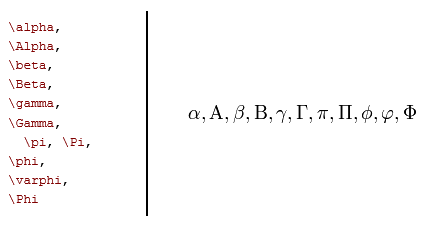 \alpha,
\Alpha,
\beta,
\Beta,
\gamma,
\Gamma,
\pi, \Pi,
\phi,
\varphi,
\Phi
α, Α, β, Β, γ, Γ, π, Π, ϕ, φ, Φ